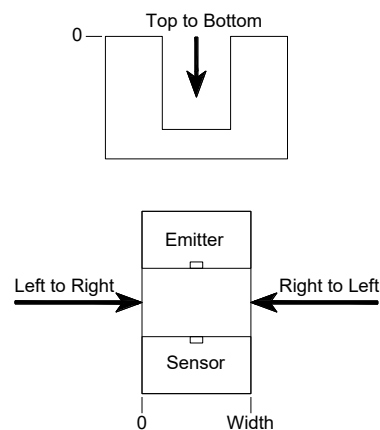 Top to Bottom
0
Emitter
Left to Right
Right to Left
Sensor
0
Width